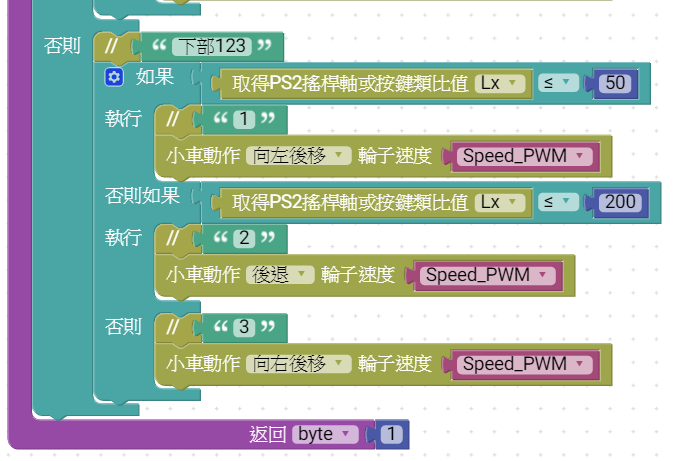 否則 // “ 下部123 ”
如果 取得PS2搖桿軸或按鍵類比值 Lx ≤ 50
執行 // “ 1 ”
小車動作 向左後移 輪子速度 Speed_PWM
否則如果 取得PS2搖桿軸或按鍵類比值 Lx ≤ 200
執行 // “ 2 ”
小車動作 後退 輪子速度 Speed_PWM
否則 // “ 3 ”
小車動作 向右後移 輪子速度 Speed_PWM
返回 byte 1